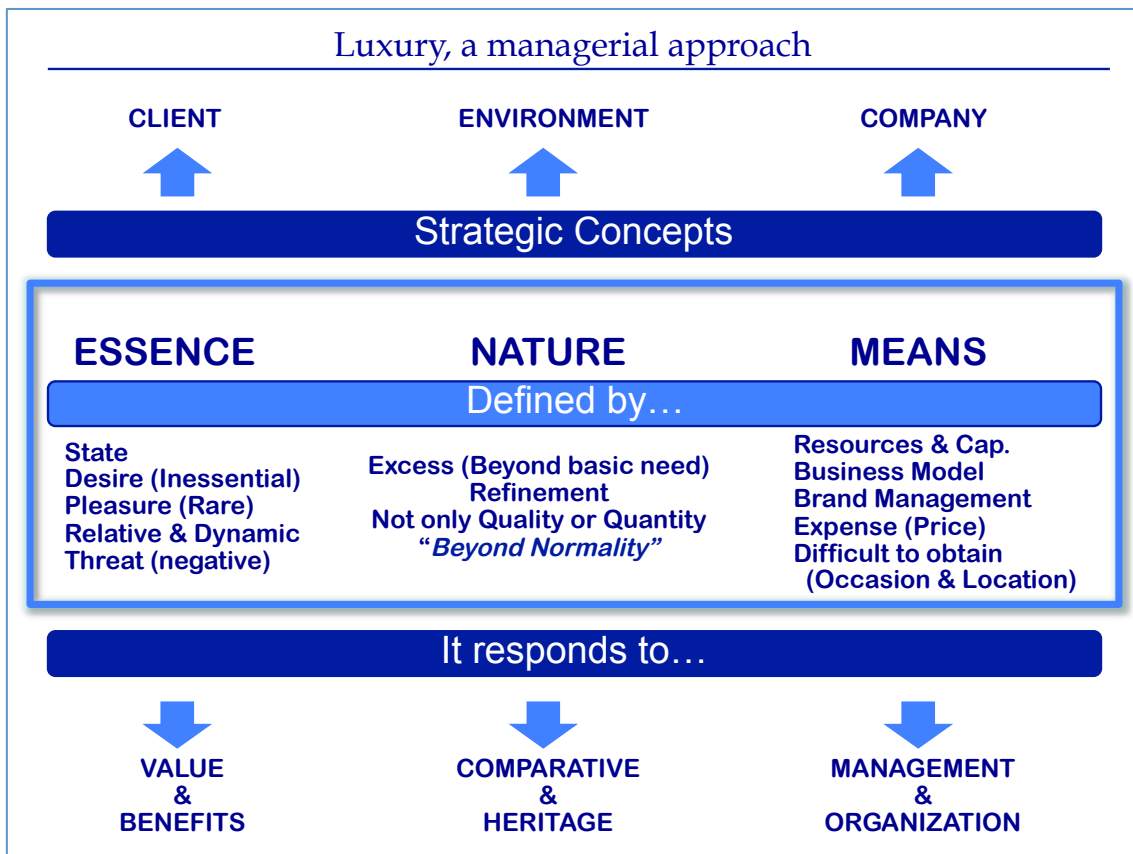 Luxury, a managerial approach
CLIENT
ENVIRONMENT
COMPANY
Strategic Concepts
ESSENCE
NATURE
MEANS
Defined by…
State
Desire (Inessential)
Pleasure (Rare)
Relative & Dynamic
Threat (negative)
Excess (Beyond basic need)
Refinement
Not only Quality or Quantity
“Beyond Normality”
Resources & Cap.
Business Model
Brand Management
Expense (Price)
Difficult to obtain
(Occasion & Location)
It responds to…
VALUE
&
BENEFITS
COMPARATIVE
&
HERITAGE
MANAGEMENT
&
ORGANIZATION